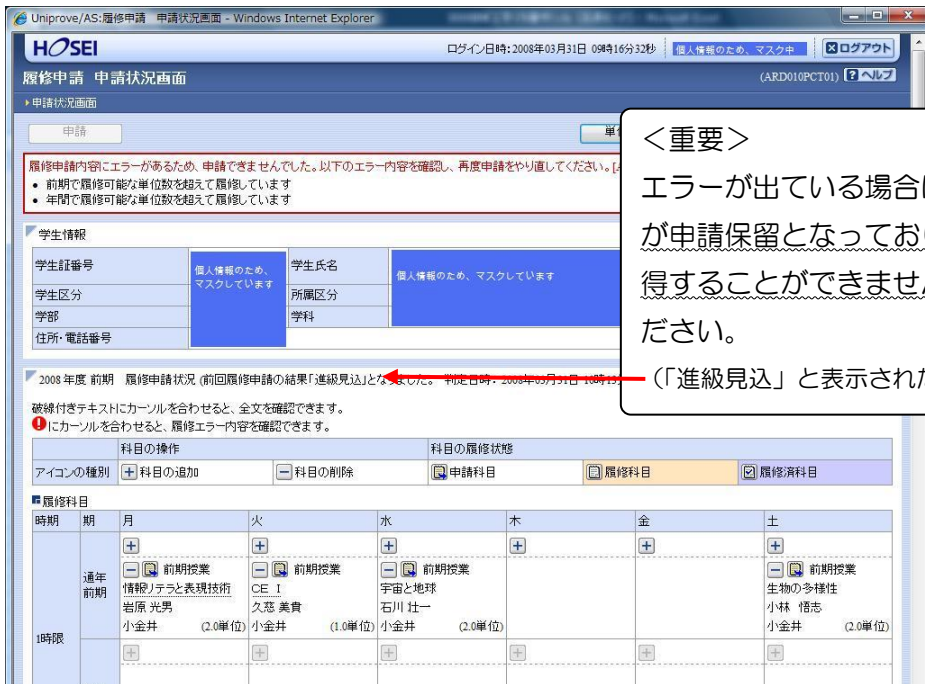 Uniprove/AS:履修申請 申請状況画面 - Windows Internet Explorer
HOSEI
ログイン日時:2008年03月31日 09時16分32秒
個人情報のため、マスク中
ログアウト
履修申請 申請状況画面
(ARD010PCT01)
? ヘルプ
申請状況画面
申請
単
履修申請内容にエラーがあるため、申請できませんでした。以下のエラー内容を確認し、再度申請をやり直してください。
• 前期で履修可能な単位数を超えて履修しています
• 年間で履修可能な単位数を超えて履修しています
＜重要＞
エラーが出ている場合
が申請保留となってお
得することができませ
ださい。
（「進級見込」と表示され
学生情報
学生証番号
個人情報のため、
マスクしています
学生氏名
個人情報のため、マスクしています
学生区分
所属区分
学部
学科
住所・電話番号
2008年度 前期 履修申請状況 (前回履修申請の結果「進級見込」となりました。 判定日時: 2008年03月31日
破線付きテキストにカーソルを合わせると、全文を確認できます。
にカーソルを合わせると、履修エラー内容を確認できます。
科目の操作
科目の履修状態
アイコンの種別
科目の追加
科目の削除
申請科目
履修科目
履修済科目
履修科目
時期 期 月 火 水 木 金 土
1時限
通年
前期
前期授業
情報リテラと表現技術
岩原 光男
小金井 (2.0単位)
前期授業
CE I
久慈 美貴
小金井 (1.0単位)
前期授業
宇宙と地球
石川 壮一
小金井 (2.0単位)
前期授業
生物の多様性
小林 悟志
小金井 (2.0単位)